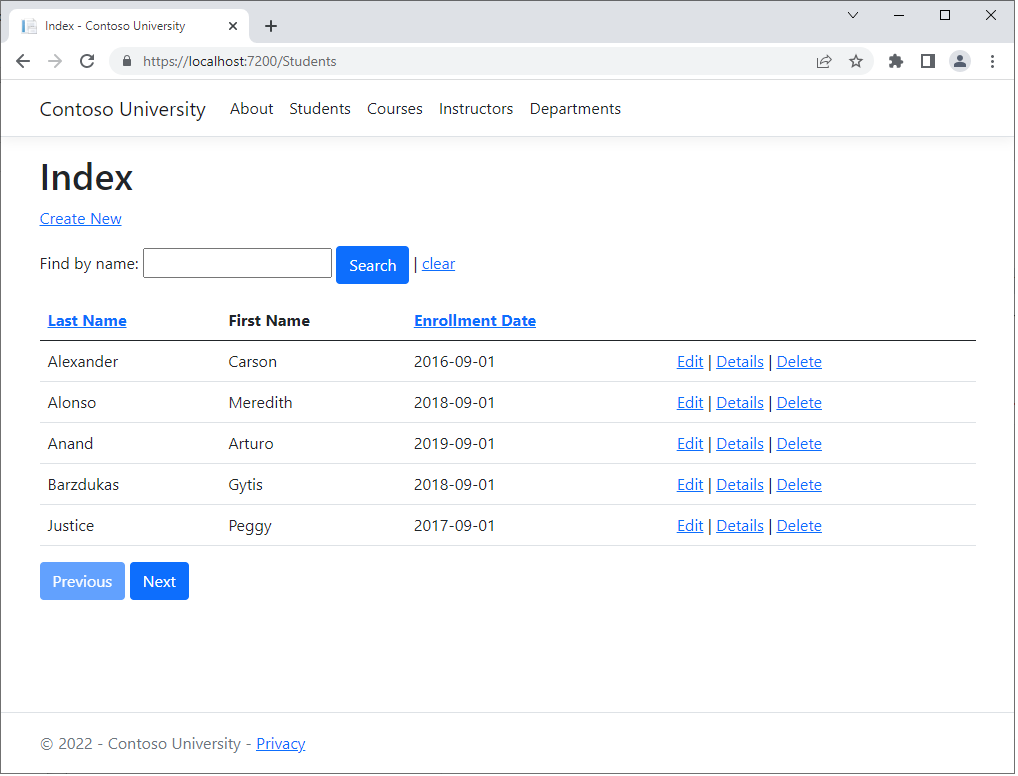 Index - Contoso University
https://localhost:7200/Students
Contoso University About Students Courses Instructors Departments
Index
Create New
Find by name: Search | clear
Last Name First Name Enrollment Date
Alexander Carson 2016-09-01 Edit | Details | Delete
Alonso Meredith 2018-09-01 Edit | Details | Delete
Anand Arturo 2019-09-01 Edit | Details | Delete
Barzdukas Gytis 2018-09-01 Edit | Details | Delete
Justice Peggy 2017-09-01 Edit | Details | Delete
Previous Next
© 2022 - Contoso University - Privacy